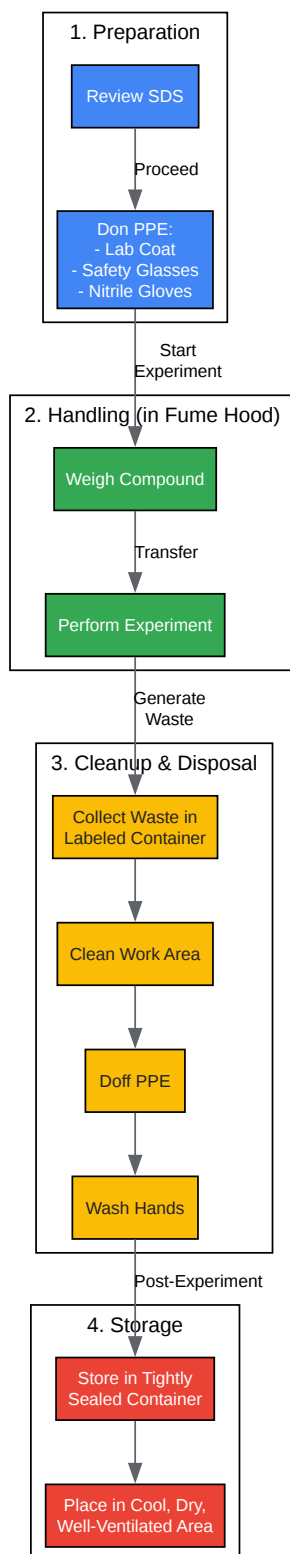 1. Preparation
Review SDS
Proceed
Don PPE:
- Lab Coat
- Safety Glasses
- Nitrile Gloves
Start
Experiment
2. Handling (in Fume Hood)
Weigh Compound
Transfer
Perform Experiment
Generate
Waste
3. Cleanup & Disposal
Collect Waste in
Labeled Container
Clean Work Area
Doff PPE
Wash Hands
Post-Experiment
4. Storage
Store in Tightly
Sealed Container
Place in Cool, Dry,
Well-Ventilated Area